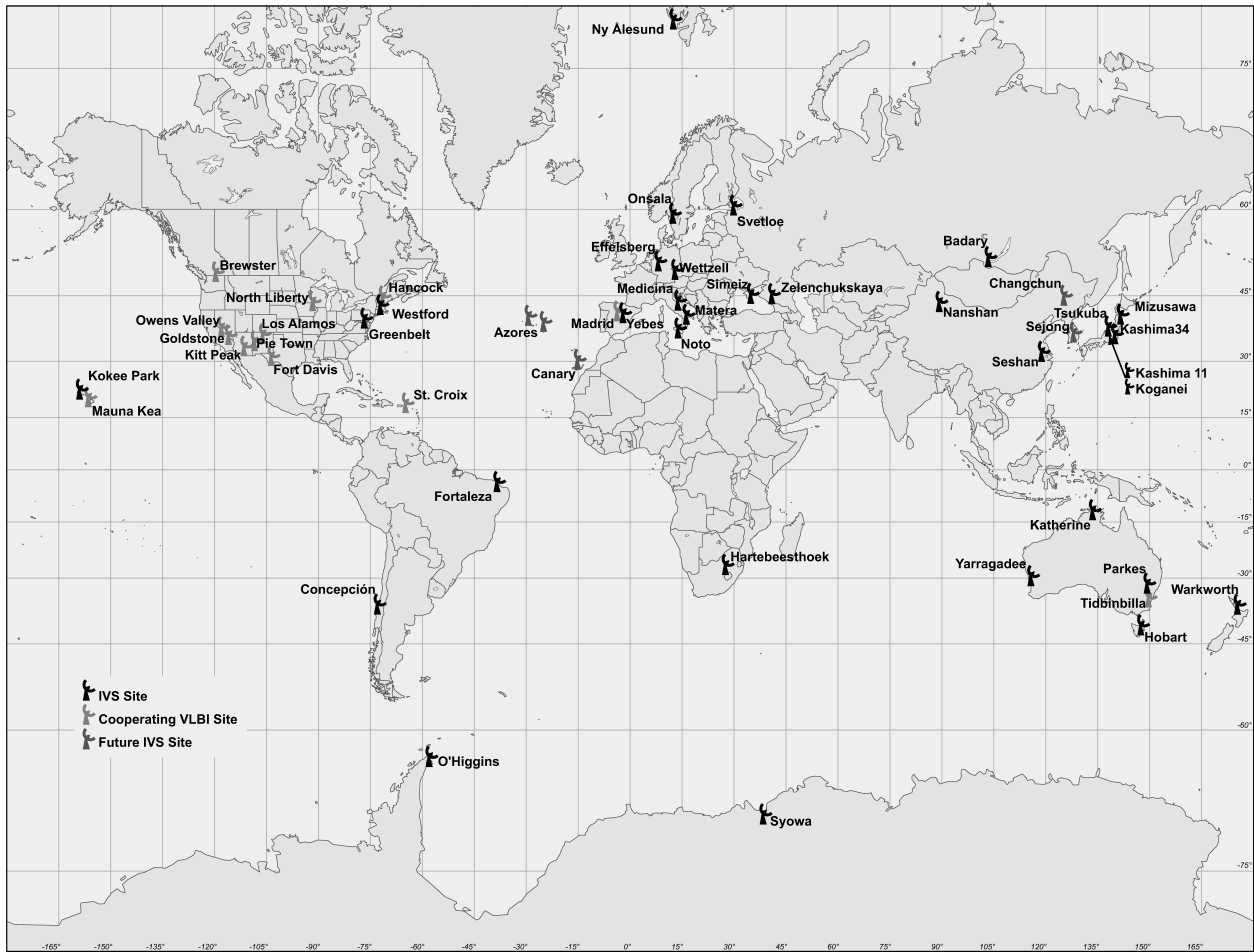 Ny Ålesund
75°
Onsala
60°
Svetloe
Effelsberg
Badary
Brewster
Wettzell
Hancock
Medicina
Simeiz
Zelenchukskaya
Changchun
45°
North Liberty
Westford
Matera
Nanshan
Tsukuba
Mizusawa
Owens Valley
Los Alamos
Greenbelt
Azores
Madrid
Yebes
Sejong
Kashima34
Goldstone
Pie Town
Noto
Kitt Peak
Fort Davis
Canary
Seshan
30°
Kokee Park
Kashima 11
Mauna Kea
St. Croix
Koganei
15°
0°
Fortaleza
-15°
Katherine
Hartebeesthoek
Yarragadee
Parkes
-30°
Concepción
Tidbinbilla
Warkworth
Hobart
-45°
IVS Site
Cooperating VLBI Site
-60°
Future IVS Site
O'Higgins
Syowa
-75°
-165° -150° -135° -120° -105° -90° -75° -60° -45° -30° -15° 0° 15° 30° 45° 60° 75° 90° 105° 120° 135° 150° 165°